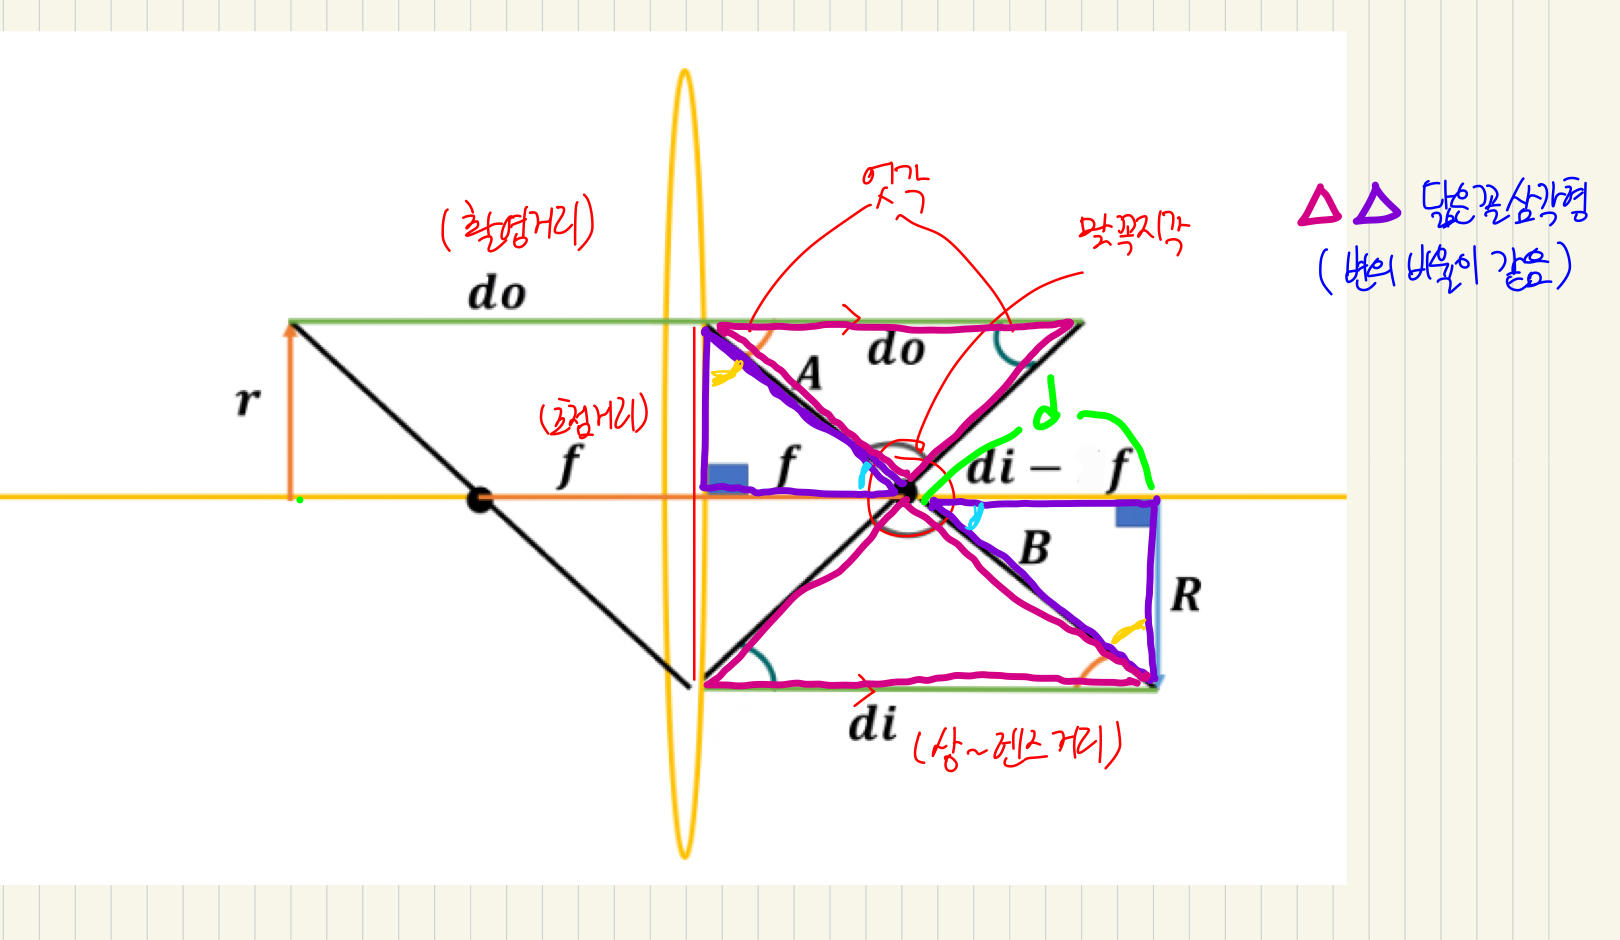 엇각
맞꼭지각
닮은꼴 삼각형
(변의 비율이 같음)
(촬영거리)
do
do
A
r
(초점거리)
f
f
d
di - f
B
R
di
(상~렌즈 거리)